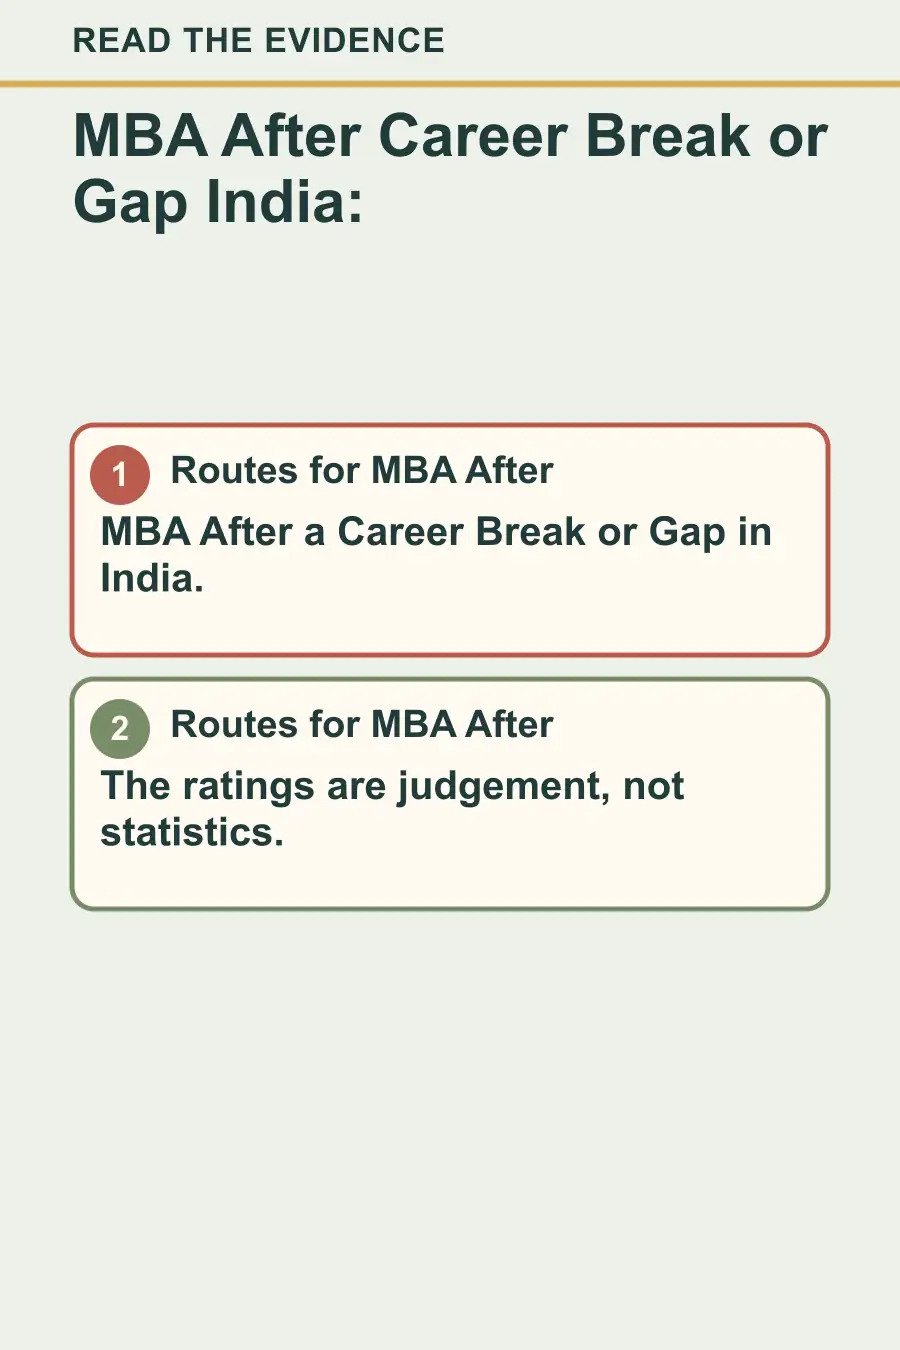 READ THE EVIDENCE
MBA After Career Break or
Gap India:
1 Routes for MBA After
MBA After a Career Break or Gap in
India.
2 Routes for MBA After
The ratings are judgement, not
statistics.